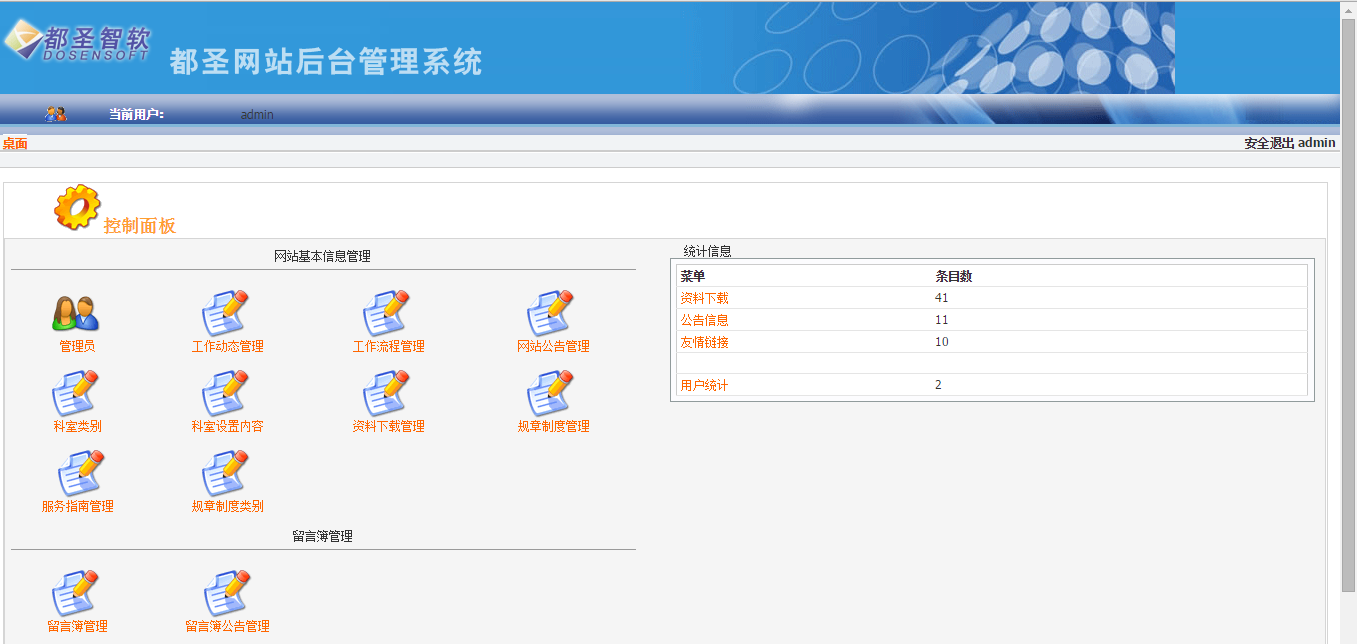 都圣智软
DOSENSOFT
都圣网站后台管理系统
当前用户: admin
桌面 安全退出 admin
控制面板
网站基本信息管理
管理员 工作动态管理 工作流程管理 网站公告管理
科室类别 科室设置内容 资料下载管理 规章制度管理
服务指南管理 规章制度类别
留言簿管理
留言簿管理 留言簿公告管理
统计信息
菜单 条目数
资料下载 41
公告信息 11
友情链接 10
用户统计 2